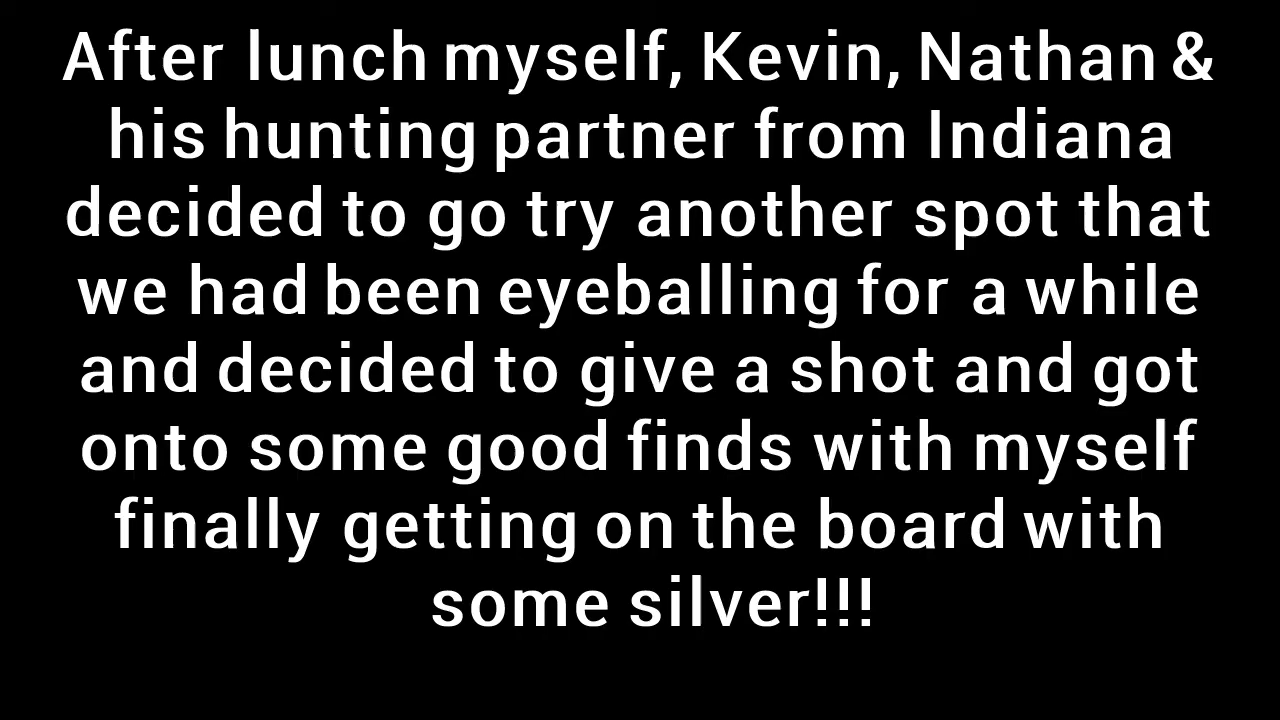 After lunch myself, Kevin, Nathan &
his hunting partner from Indiana
decided to go try another spot that
we had been eyeballing for a while
and decided to give a shot and got
onto some good finds with myself
finally getting on the board with
some silver!!!